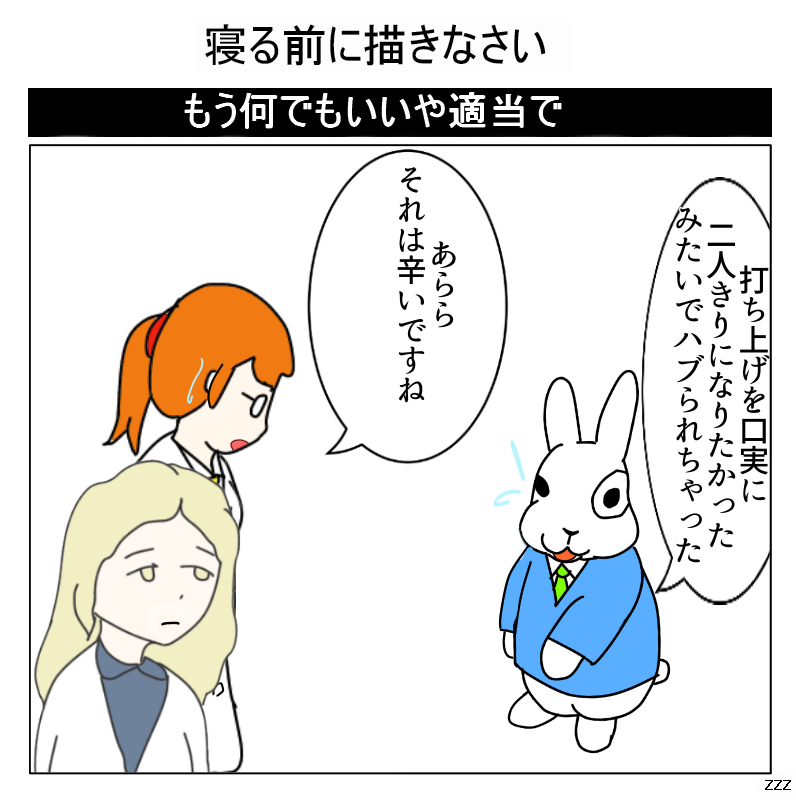 寝る前に描きなさい
もう何でもいいや適当で
打ち上げを口実に
二人きりになりたかった
みたいでハブられちゃった
あらら
それは辛いですね
zzz